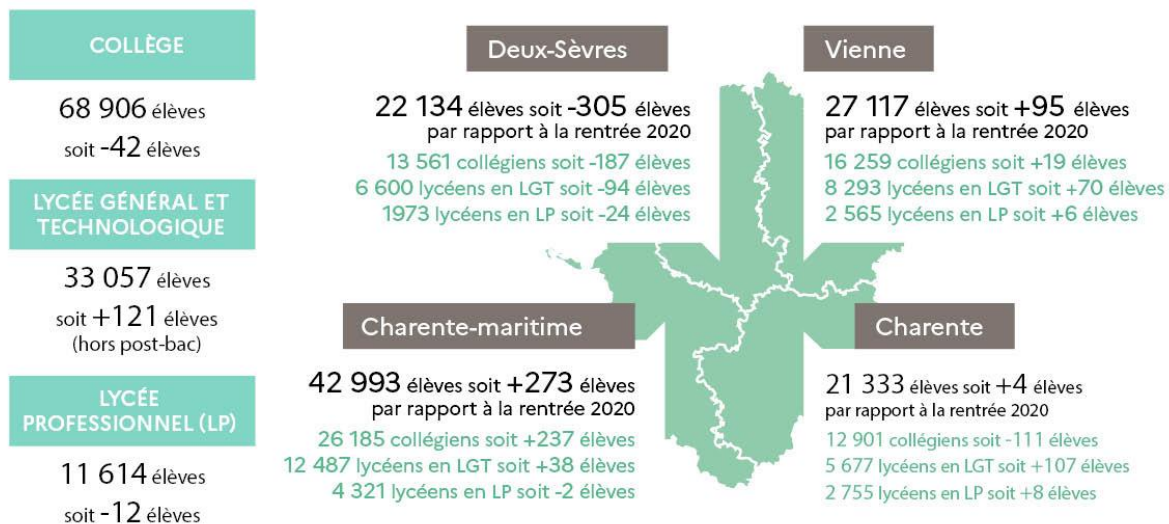 COLLÈGE
68 906 élèves
soit -42 élèves
LYCÉE GÉNÉRAL ET
TECHNOLOGIQUE
33 057 élèves
soit +121 élèves
(hors post-bac)
LYCÉE
PROFESSIONNEL (LP)
11 614 élèves
soit -12 élèves
Deux-Sèvres
22 134 élèves soit -305 élèves
par rapport à la rentrée 2020
13 561 collégiens soit -187 élèves
6 600 lycéens en LGT soit -94 élèves
1973 lycéens en LP soit -24 élèves
Vienne
27 117 élèves soit +95 élèves
par rapport à la rentrée 2020
16 259 collégiens soit +19 élèves
8 293 lycéens en LGT soit +70 élèves
2 565 lycéens en LP soit +6 élèves
Charente-maritime
42 993 élèves soit +273 élèves
par rapport à la rentrée 2020
26 185 collégiens soit +237 élèves
12 487 lycéens en LGT soit +38 élèves
4 321 lycéens en LP soit -2 élèves
Charente
21 333 élèves soit +4 élèves
par rapport à la rentrée 2020
12 901 collégiens soit -111 élèves
5 677 lycéens en LGT soit +107 élèves
2 755 lycéens en LP soit +8 élèves